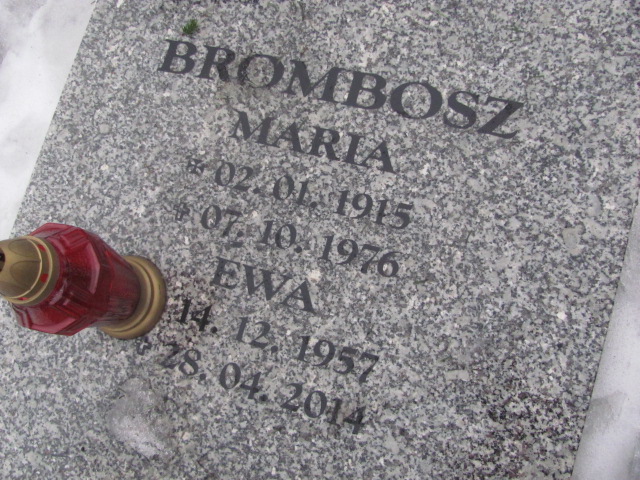 BROMBOSZ
MARIA
* 02. 01. 1915
+ 07. 10. 1976
EWA
14. 12. 1957
+ 28. 04. 2014